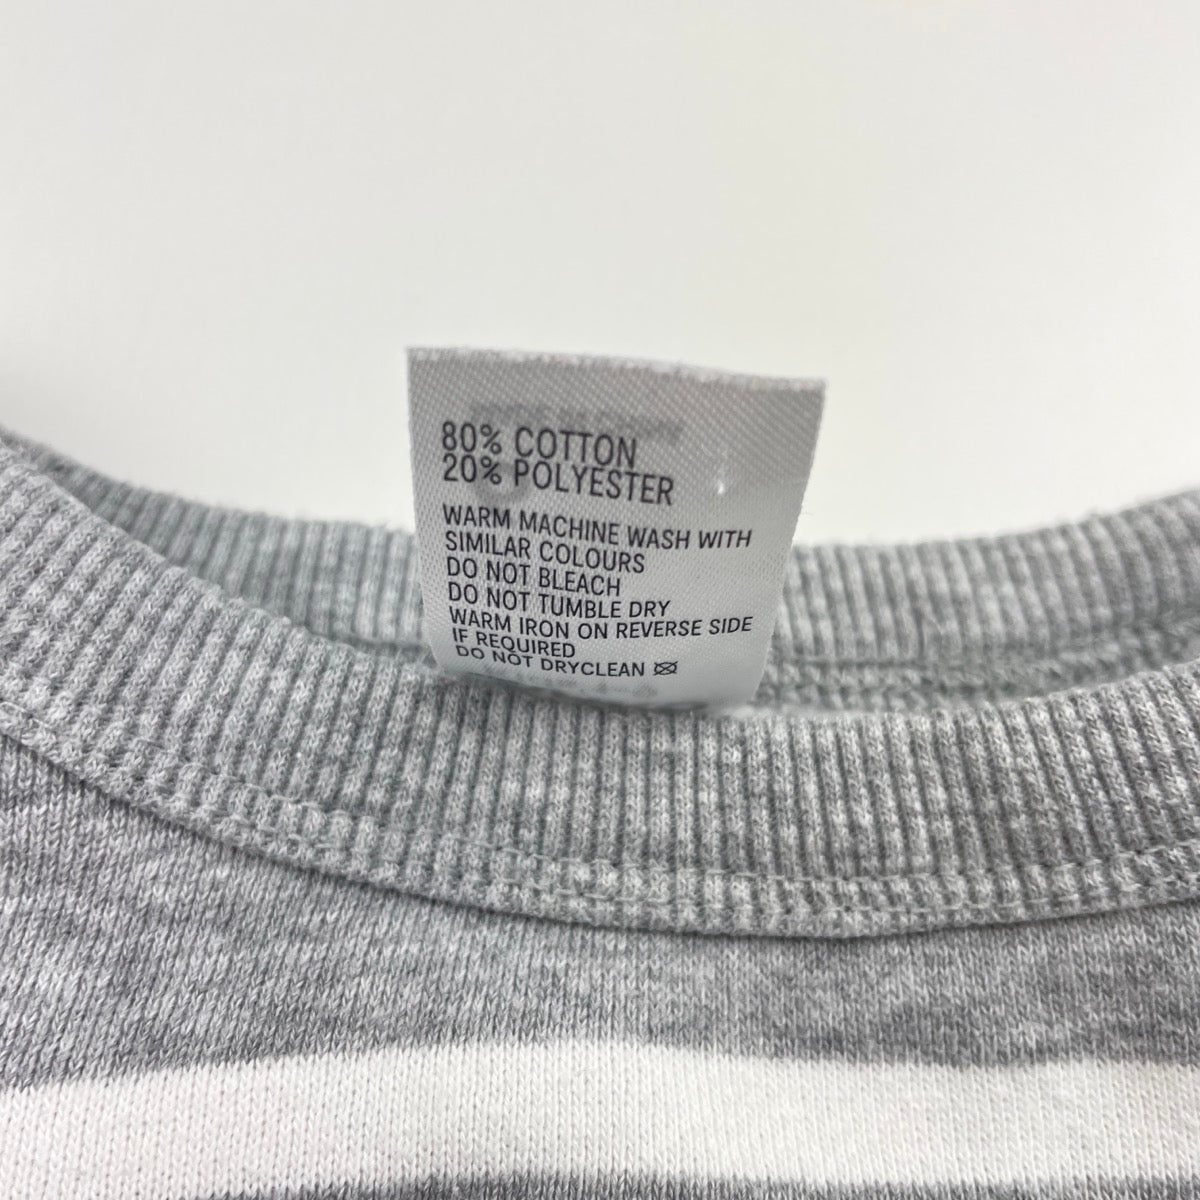 80% COTTON
20% POLYESTER
WARM MACHINE WASH WITH
SIMILAR COLOURS
DO NOT BLEACH
DO NOT TUMBLE DRY
WARM IRON ON REVERSE SIDE
IF REQUIRED
DO NOT DRYCLEAN